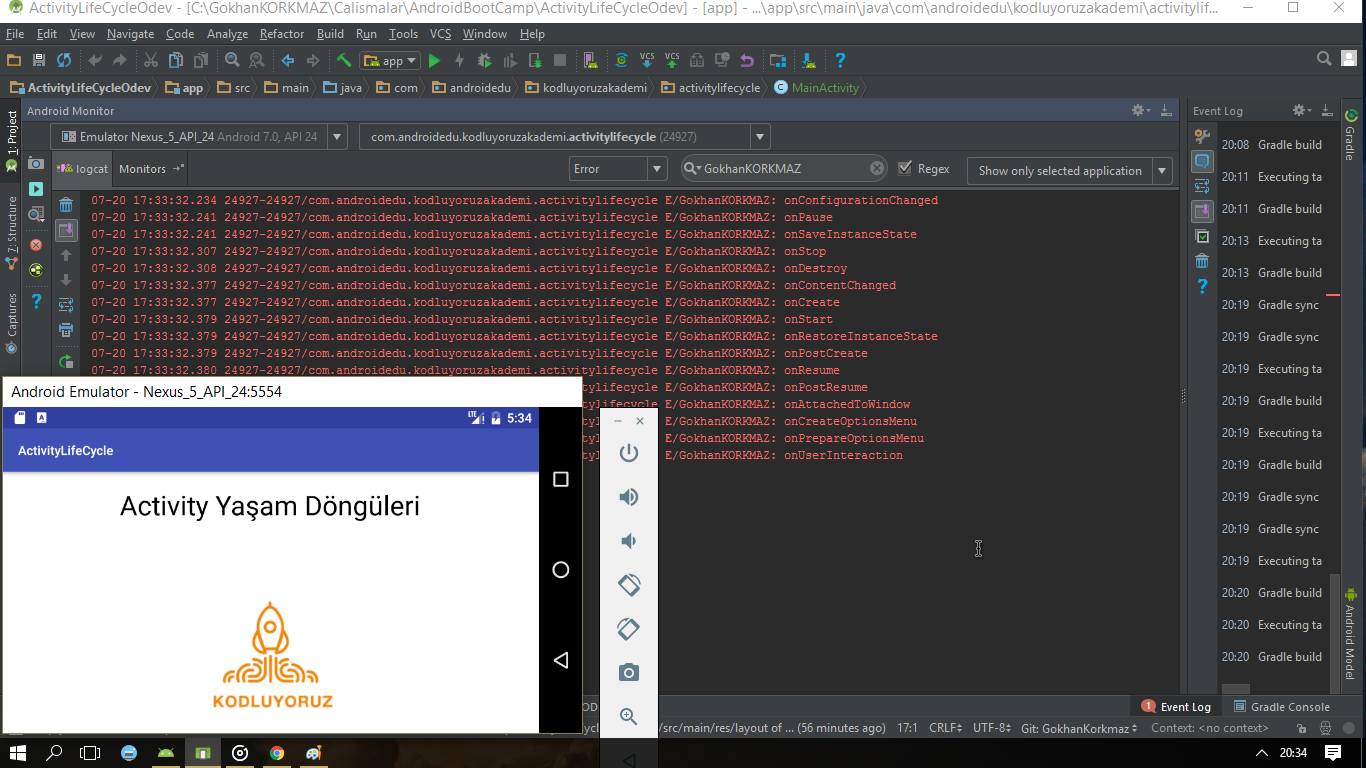 ActivityLifeCycleOdev - [C:\GokhanKORKMAZ\Calismalar\AndroidBootCamp\ActivityLifeCycleOdev] - [app] - ...\app\src\main\java\com\androidedu\kodluyoruzakademi\activitylif...
File Edit View Navigate Code Analyze Refactor Build Run Tools VCS Window Help
app VCS VCS
ActivityLifeCycleOdev app src main java com androidedu kodluyoruzakademi activitylifecycle MainActivity
Android Monitor
Event Log
Emulator Nexus_5_API_24 Android 7.0, API 24 com.androidedu.kodluyoruzakademi.activitylifecycle (24927)
logcat Monitors Error GokhanKORKMAZ Regex Show only selected application
07-20 17:33:32.234 24927-24927/com.androidedu.kodluyoruzakademi.activitylifecycle E/GokhanKORKMAZ: onConfigurationChanged
07-20 17:33:32.241 24927-24927/com.androidedu.kodluyoruzakademi.activitylifecycle E/GokhanKORKMAZ: onPause
07-20 17:33:32.241 24927-24927/com.androidedu.kodluyoruzakademi.activitylifecycle E/GokhanKORKMAZ: onSaveInstanceState
07-20 17:33:32.307 24927-24927/com.androidedu.kodluyoruzakademi.activitylifecycle E/GokhanKORKMAZ: onStop
07-20 17:33:32.308 24927-24927/com.androidedu.kodluyoruzakademi.activitylifecycle E/GokhanKORKMAZ: onDestroy
07-20 17:33:32.377 24927-24927/com.androidedu.kodluyoruzakademi.activitylifecycle E/GokhanKORKMAZ: onContentChanged
07-20 17:33:32.377 24927-24927/com.androidedu.kodluyoruzakademi.activitylifecycle E/GokhanKORKMAZ: onCreate
07-20 17:33:32.379 24927-24927/com.androidedu.kodluyoruzakademi.activitylifecycle E/GokhanKORKMAZ: onStart
07-20 17:33:32.379 24927-24927/com.androidedu.kodluyoruzakademi.activitylifecycle E/GokhanKORKMAZ: onRestoreInstanceState
07-20 17:33:32.379 24927-24927/com.androidedu.kodluyoruzakademi.activitylifecycle E/GokhanKORKMAZ: onPostCreate
07-20 17:33:32.380 24927-24927/com.androidedu.kodluyoruzakademi.activitylifecycle E/GokhanKORKMAZ: onResume
tylifecycle E/GokhanKORKMAZ: onPostResume
tylifecycle E/GokhanKORKMAZ: onAttachedToWindow
tyl E/GokhanKORKMAZ: onCreateOptionsMenu
tyl E/GokhanKORKMAZ: onPrepareOptionsMenu
tyl E/GokhanKORKMAZ: onUserInteraction
1: Project
7: Structure
Captures
Android Emulator - Nexus_5_API_24:5554
A LTE 5:34
ActivityLifeCycle
Activity Yaşam Döngüleri
KODLUYORUZ
20:08 Gradle build
20:11 Executing ta
20:11 Gradle build
20:13 Executing ta
20:13 Gradle build
20:19 Gradle sync
20:19 Gradle sync
20:19 Gradle build
20:19 Executing ta
20:19 Executing ta
20:19 Gradle build
20:19 Gradle sync
20:19 Gradle sync
20:19 Executing ta
20:20 Gradle build
20:20 Executing ta
20:20 Gradle build
Gradle
Android Model
1 Event Log Gradle Console
/src/main/res/layout of ... (56 minutes ago) 17:1 CRLF UTF-8 Git: GokhanKorkmaz Context: <no context>
20:34